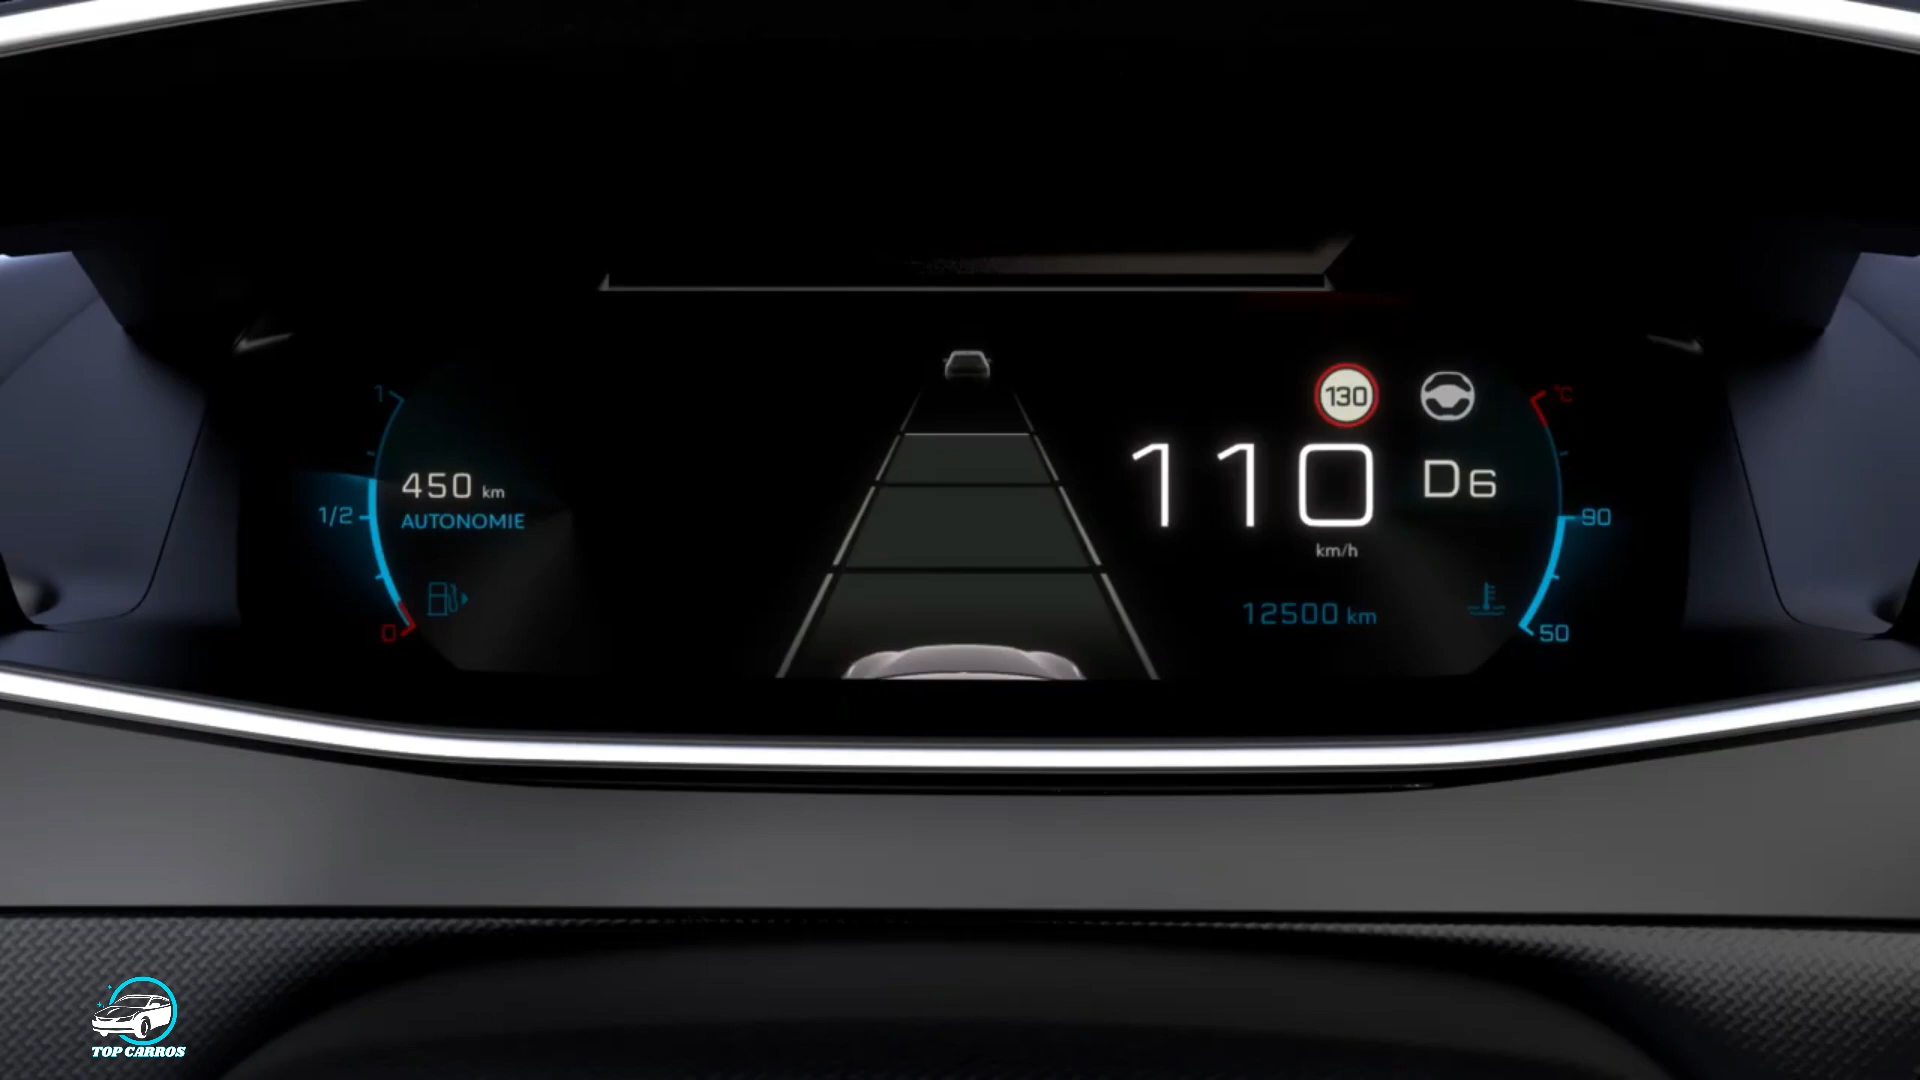 130
°C
1
110
D6
450 km
1/2
90
AUTONOMIE
km/h
12500 km
0
50
TOP CARROS